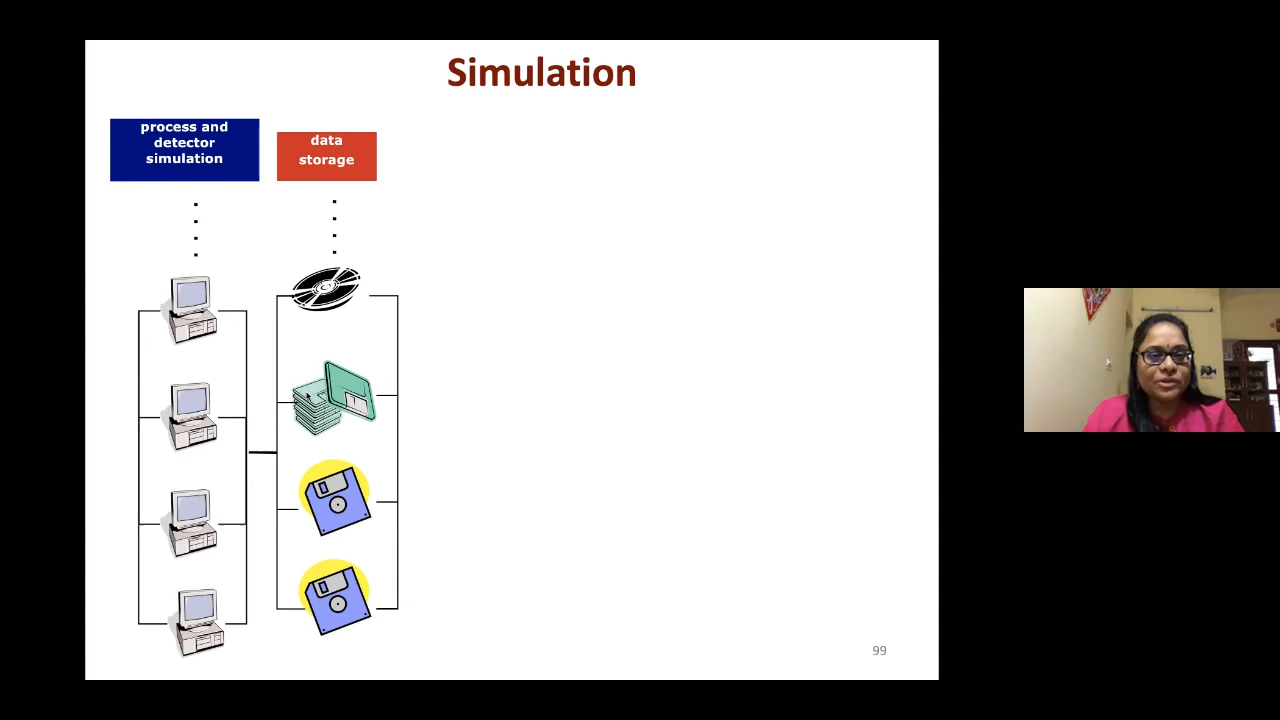 Simulation
process and
detector
simulation
data
storage
99